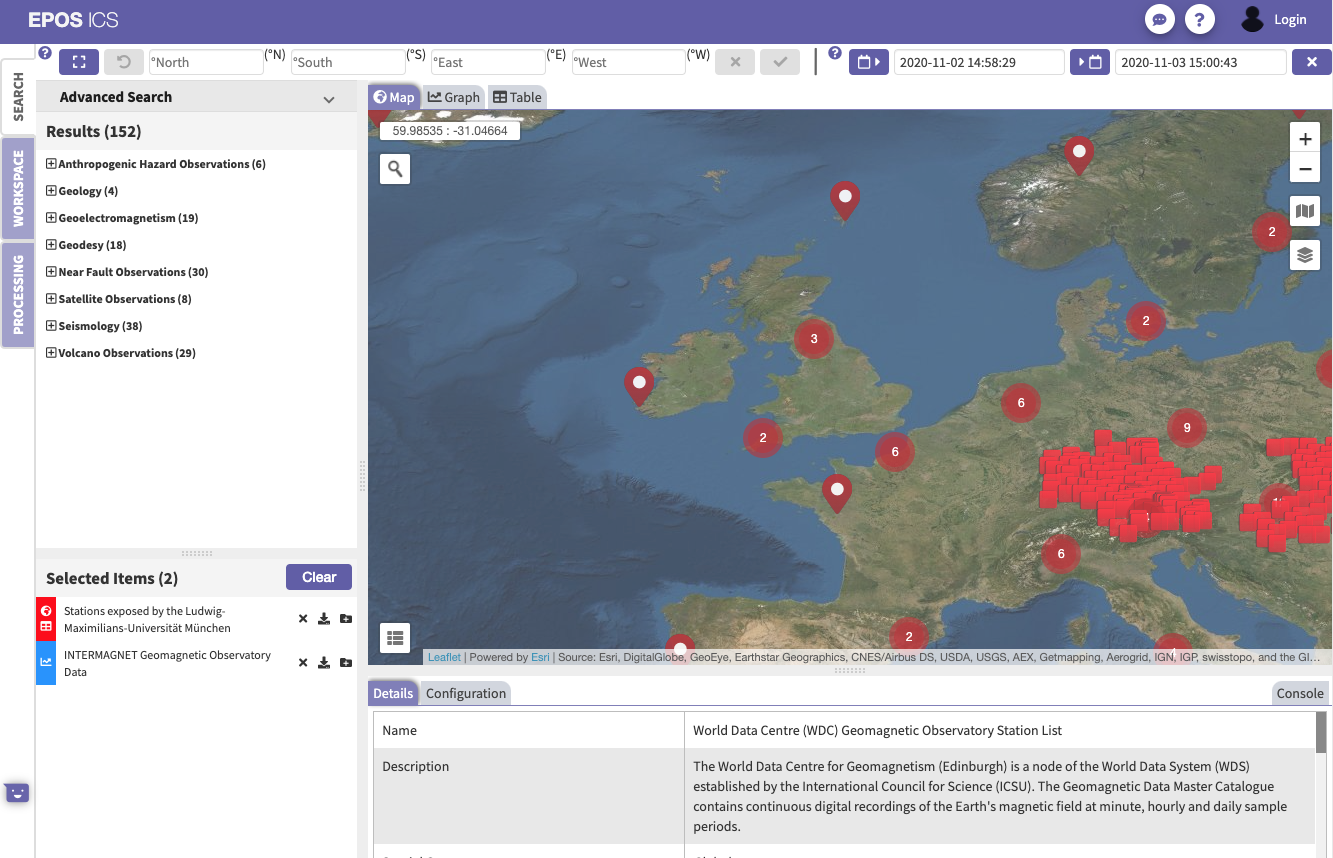 EPOS ICS
Login
°North (°N) °South (°S) °East (°E) °West (°W) 2020-11-02 14:58:29 2020-11-03 15:00:43
SEARCH
WORKSPACE
PROCESSING
Advanced Search
Results (152)
Anthropogenic Hazard Observations (6)
Geology (4)
Geoelectromagnetism (19)
Geodesy (18)
Near Fault Observations (30)
Satellite Observations (8)
Seismology (38)
Volcano Observations (29)
Selected Items (2)
Clear
Stations exposed by the Ludwig-
Maximilians-Universität München
INTERMAGNET Geomagnetic Observatory
Data
Map Graph Table
59.98535 : -31.04664
+
−
2
2
3
6
9
2
6
6
2
Leaflet | Powered by Esri | Source: Esri, DigitalGlobe, GeoEye, Earthstar Geographics, CNES/Airbus DS, USDA, USGS, AEX, Getmapping, Aerogrid, IGN, IGP, swisstopo, and the GI...
Details Configuration Console
Name World Data Centre (WDC) Geomagnetic Observatory Station List
Description The World Data Centre for Geomagnetism (Edinburgh) is a node of the World Data System (WDS)
established by the International Council for Science (ICSU). The Geomagnetic Data Master Catalogue
contains continuous digital recordings of the Earth's magnetic field at minute, hourly and daily sample
periods.